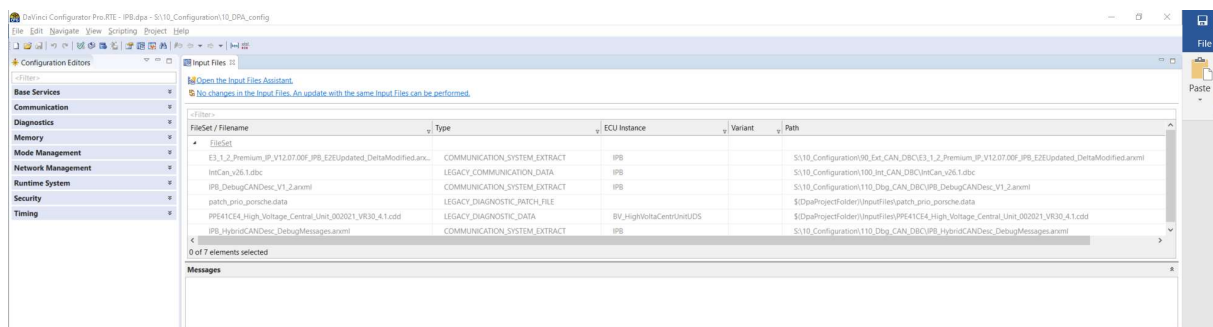 DaVinci Configurator Pro.RTE - IPB.dpa - S:\10_Configuration\10_DPA_config
File Edit Navigate View Scripting Project Help
File
Configuration Editors
Input Files
<Filter>
Open the Input Files Assistant.
Paste
Base Services
No changes in the Input Files. An update with the same Input Files can be performed.
Communication
<Filter>
Diagnostics
FileSet / Filename Type ECU Instance Variant Path
Memory
FileSet
Mode Management
E3_1_2_Premium_IP_V12.07.00F_IPB_E2EUpdated_DeltaModified.arx... COMMUNICATION_SYSTEM_EXTRACT IPB S:\10_Configuration\90_Ext_CAN_DBC\E3_1_2_Premium_IP_V12.07.00F_IPB_E2EUpdated_DeltaModified.arxml
Network Management
IntCan_v26.1.dbc LEGACY_COMMUNICATION_DATA IPB S:\10_Configuration\100_Int_CAN_DBC\IntCan_v26.1.dbc
Runtime System
IPB_DebugCANDesc_V1_2.arxml COMMUNICATION_SYSTEM_EXTRACT IPB S:\10_Configuration\110_Dbg_CAN_DBC\IPB_DebugCANDesc_V1_2.arxml
Security
patch_prio_porsche.data LEGACY_DIAGNOSTIC_PATCH_FILE $(DpaProjectFolder)\InputFiles\patch_prio_porsche.data
Timing
PPE41CE4_High_Voltage_Central_Unit_002021_VR30_4.1.cdd LEGACY_DIAGNOSTIC_DATA BV_HighVoltaCentrUnitUDS $(DpaProjectFolder)\InputFiles\PPE41CE4_High_Voltage_Central_Unit_002021_VR30_4.1.cdd
IPB_HybridCANDesc_DebugMessages.arxml COMMUNICATION_SYSTEM_EXTRACT IPB S:\10_Configuration\110_Dbg_CAN_DBC\IPB_HybridCANDesc_DebugMessages.arxml
0 of 7 elements selected
Messages